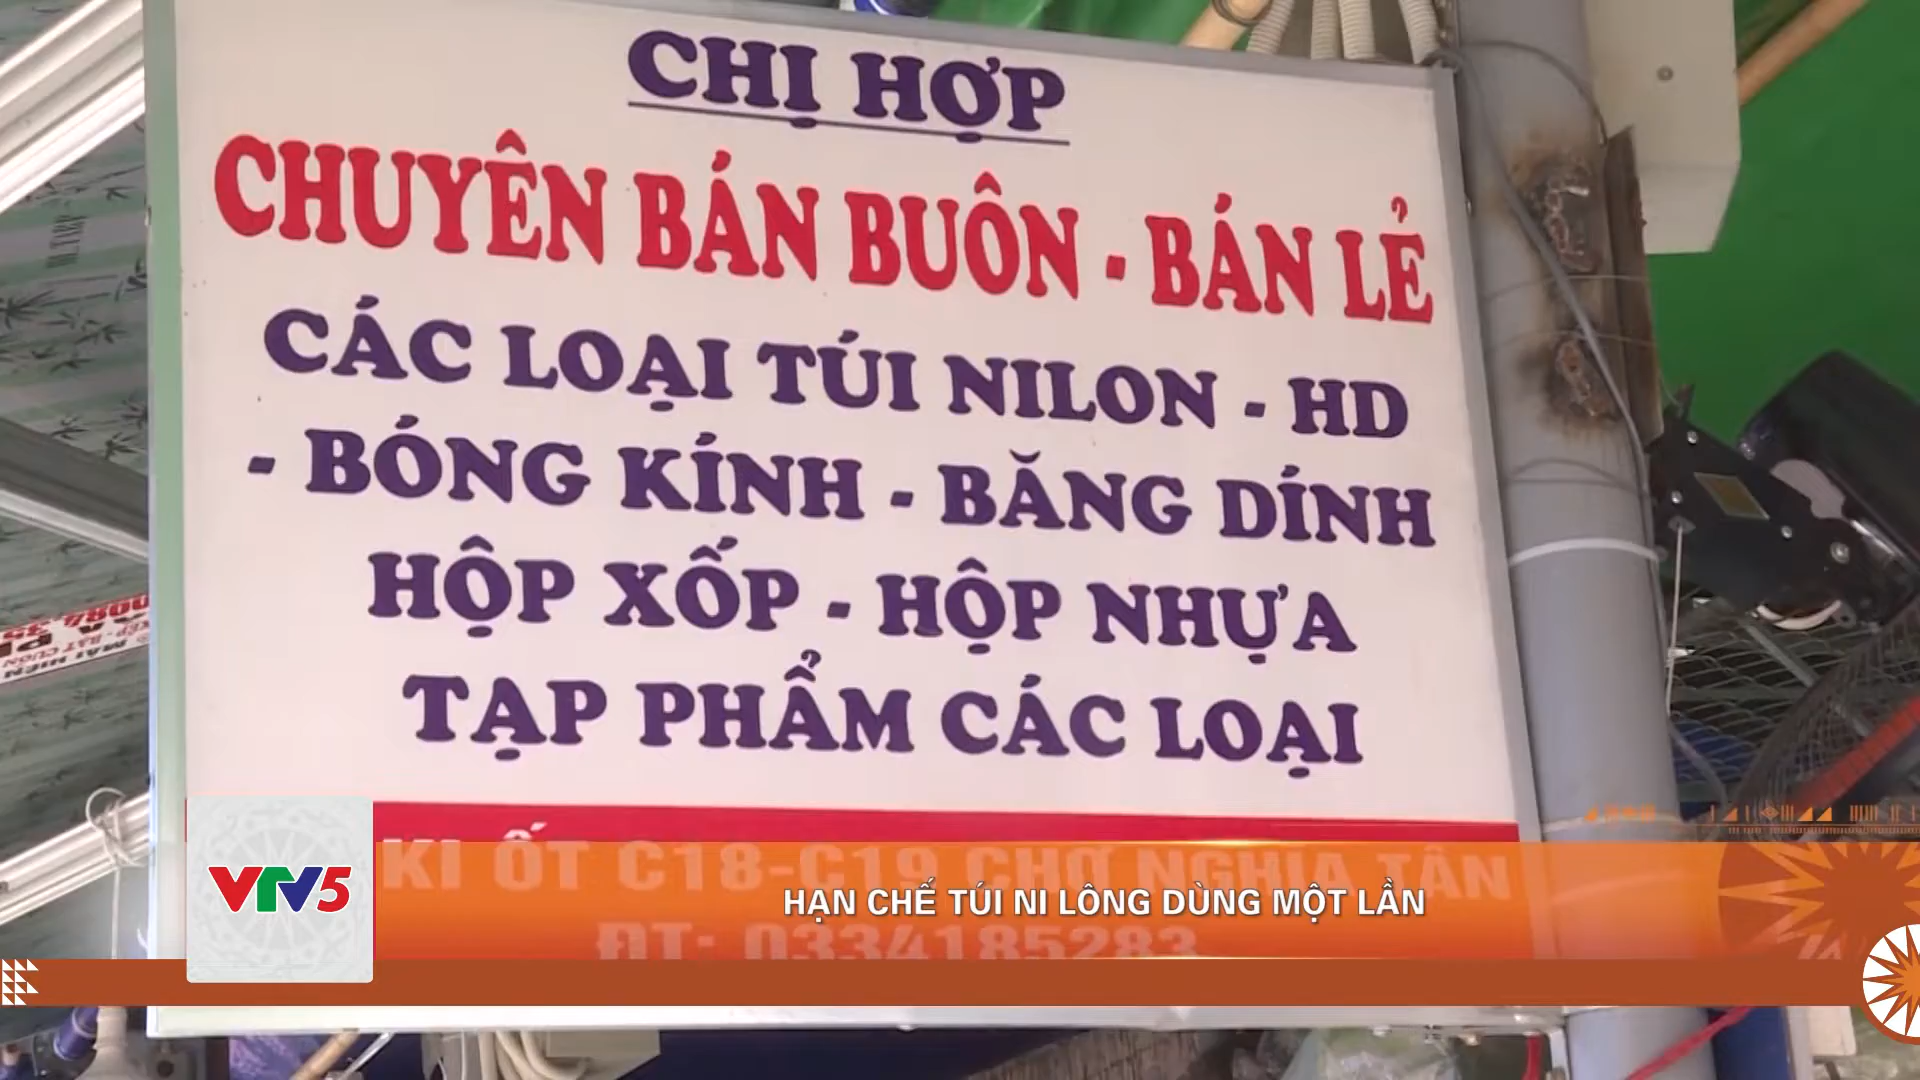 CHỊ HỢP
CHUYÊN BÁN BUÔN - BÁN LẺ
CÁC LOẠI TÚI NILON - HD
- BÓNG KÍNH - BĂNG DÍNH
HỘP XỐP - HỘP NHỰA
TẠP PHẨM CÁC LOẠI
KI ỐT C18-C19 CHỢ NGHĨA TÂN
ĐT: 0334185283
VTV5
HẠN CHẾ TÚI NI LÔNG DÙNG MỘT LẦN